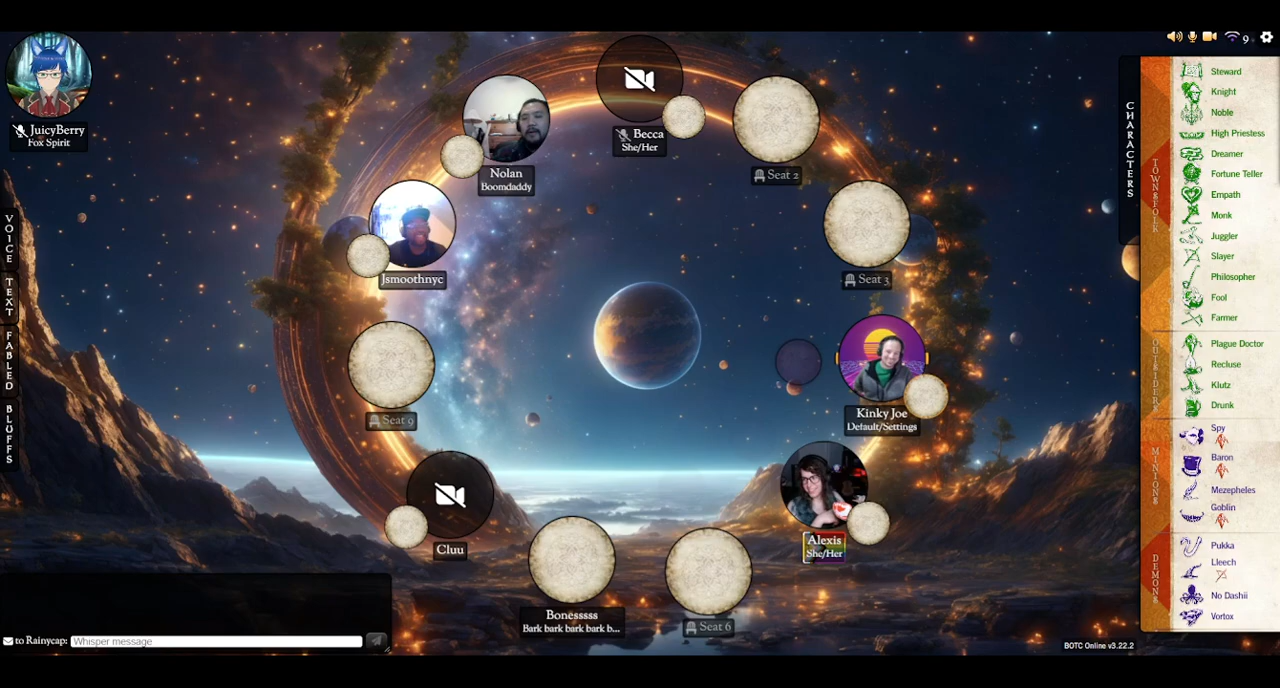 JuicyBerry
Fox Spirit
VOICE
TEXT
FABLED
BLUFFS
Becca
She/Her
Seat 2
Nolan
Boomdaddy
Jsmoothnyc
Seat 3
Seat 9
Kinky Joe
Default/Settings
Alexis
She/Her
Cluu
Bonesssss
Bark bark bark bark b...
Seat 6
to Rainycap:
Whisper message
BOTC Online v3.22.2
9
CHARACTERS
TOWNSFOLK
Steward
Knight
Noble
High Priestess
Dreamer
Fortune Teller
Empath
Monk
Juggler
Slayer
Philosopher
Fool
Farmer
OUTSIDERS
Plague Doctor
Recluse
Klutz
Drunk
MINIONS
Spy
Baron
Mezepheles
Goblin
DEMONS
Pukka
Lleech
No Dashii
Vortox